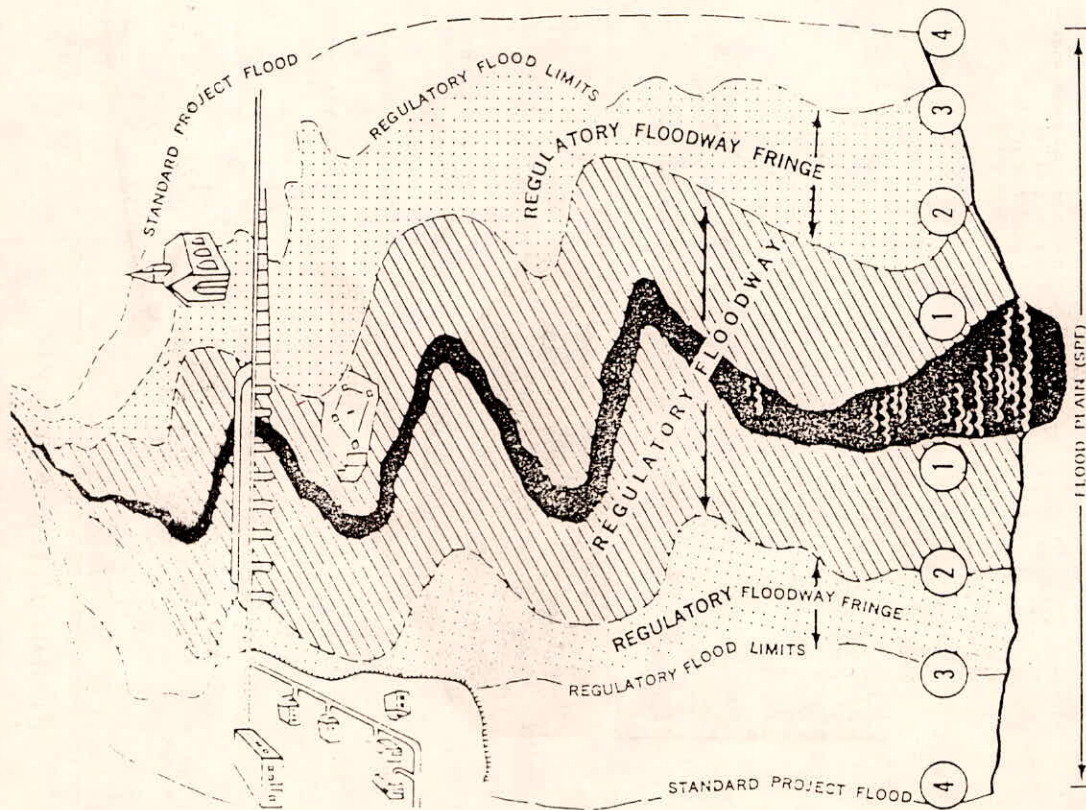 STANDARD PROJECT FLOOD
REGULATORY FLOOD LIMITS
REGULATORY FLOODWAY FRINGE
REGULATORY FLOODWAY
REGULATORY FLOODWAY FRINGE
REGULATORY FLOOD LIMITS
STANDARD PROJECT FLOOD
4
3
2
1
1
2
3
4
FLOOD PLAIN (SPF)